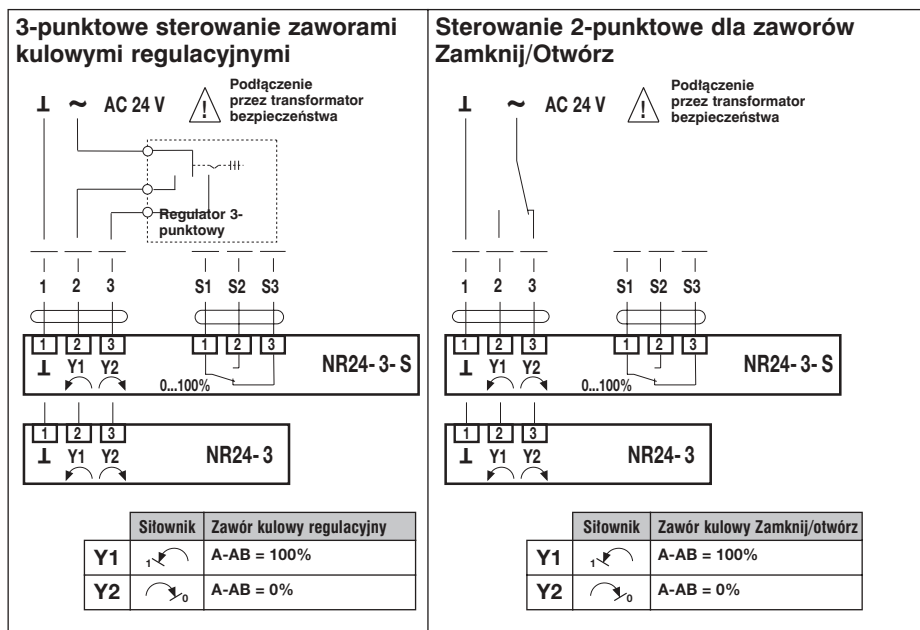 3-punktowe sterowanie zaworami
kulowymi regulacyjnymi
⊥ ~ AC 24 V
!
Podłączenie
przez transformator
bezpieczeństwa
Regulator 3-
punktowy
1 2 3 S1 S2 S3
1 2 3 1 2 3
⊥ Y1 Y2
0...100%
NR24-3-S
1 2 3
⊥ Y1 Y2
NR24-3
Siłownik Zawór kulowy regulacyjny
Y1 1 A-AB = 100%
Y2 0 A-AB = 0%
Sterowanie 2-punktowe dla zaworów
Zamknij/Otwórz
⊥ ~ AC 24 V
!
Podłączenie
przez transformator
bezpieczeństwa
1 2 3 S1 S2 S3
1 2 3 1 2 3
⊥ Y1 Y2
0...100%
NR24-3-S
1 2 3
⊥ Y1 Y2
NR24-3
Siłownik Zawór kulowy Zamknij/otwórz
Y1 1 A-AB = 100%
Y2 0 A-AB = 0%